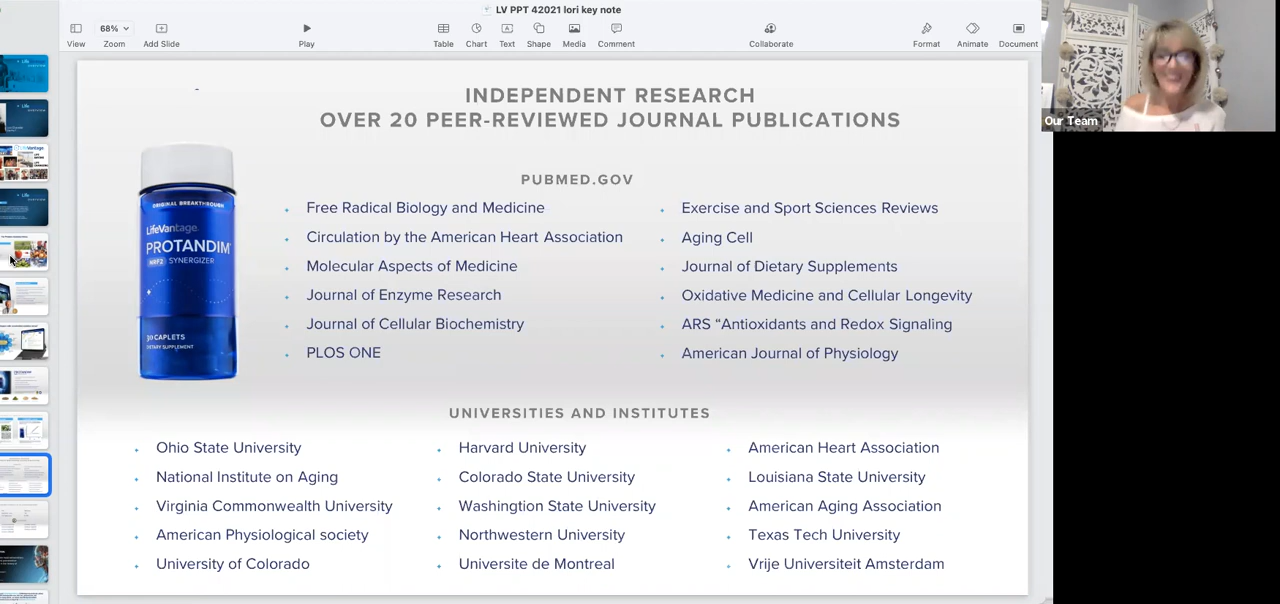 LV PPT 42021 lori key note
68%
View
Zoom
Add Slide
Play
Table
Chart
Text
Shape
Media
Comment
Collaborate
Format
Animate
Document
Our Team
INDEPENDENT RESEARCH
OVER 20 PEER-REVIEWED JOURNAL PUBLICATIONS
PUBMED.GOV
Free Radical Biology and Medicine
Circulation by the American Heart Association
Molecular Aspects of Medicine
Journal of Enzyme Research
Journal of Cellular Biochemistry
PLOS ONE
Exercise and Sport Sciences Reviews
Aging Cell
Journal of Dietary Supplements
Oxidative Medicine and Cellular Longevity
ARS “Antioxidants and Redox Signaling
American Journal of Physiology
ORIGINAL BREAKTHROUGH
LifeVantage
PROTANDIM
Nrf2 SYNERGIZER
30 CAPLETS
DIETARY SUPPLEMENT
UNIVERSITIES AND INSTITUTES
Ohio State University
National Institute on Aging
Virginia Commonwealth University
American Physiological society
University of Colorado
Harvard University
Colorado State University
Washingtion State University
Northwestern University
Universite de Montreal
American Heart Association
Louisiana State University
American Aging Association
Texas Tech University
Vrije Universiteit Amsterdam